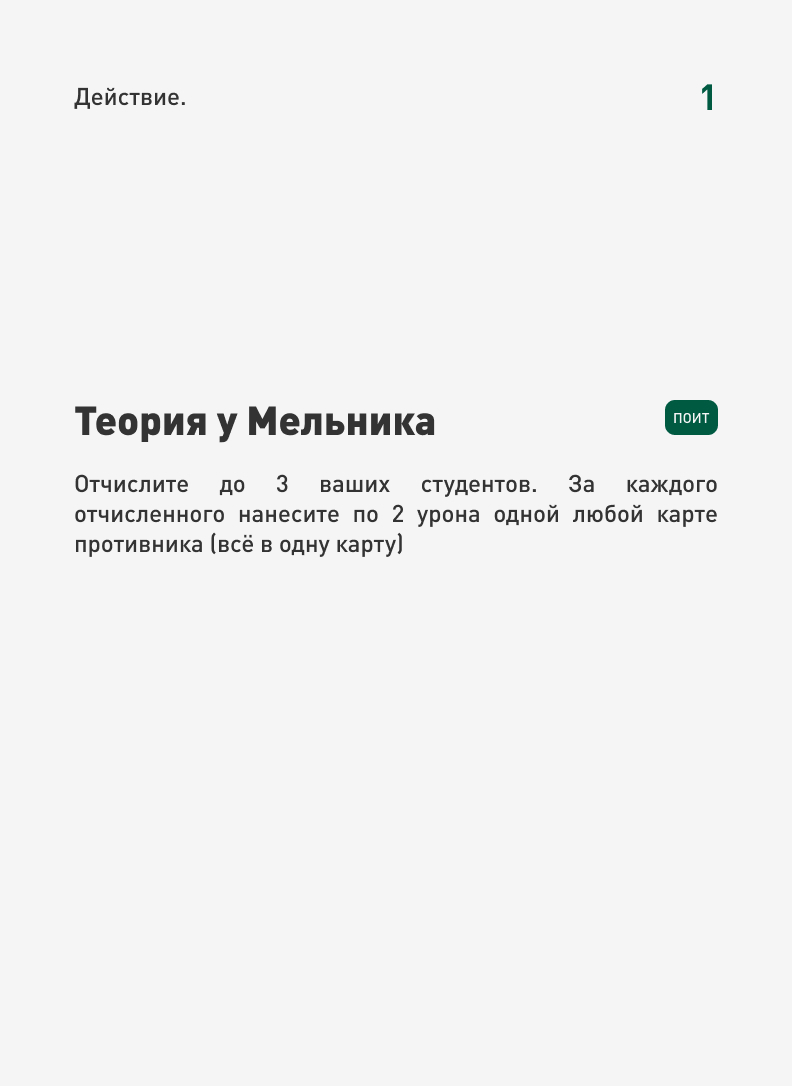 Действие.
1
Теория у Мельника
ПОИТ
Отчислите до 3 ваших студентов. За каждого
отчисленного нанесите по 2 урона одной любой карте
противника (всё в одну карту)